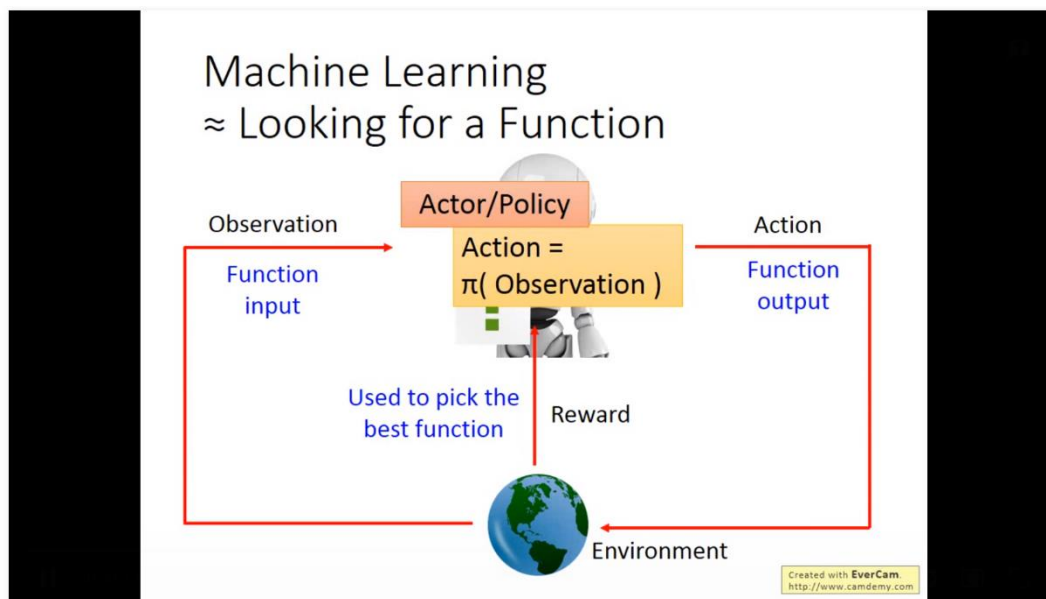 Machine Learning
≈ Looking for a Function
Actor/Policy
Observation
Action
Action =
π( Observation )
Function
input
Function
output
Used to pick the
best function
Reward
Environment
Created with EverCam.
http://www.camdemy.com